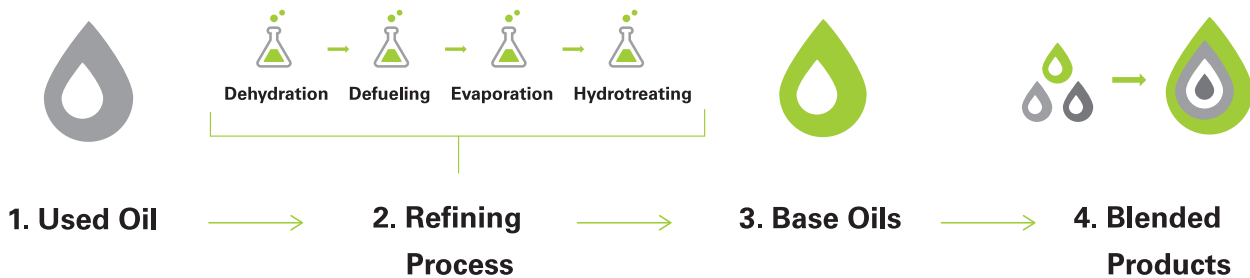 Dehydration Defueling Evaporation Hydrotreating
1. Used Oil
2. Refining
Process
3. Base Oils
4. Blended
Products